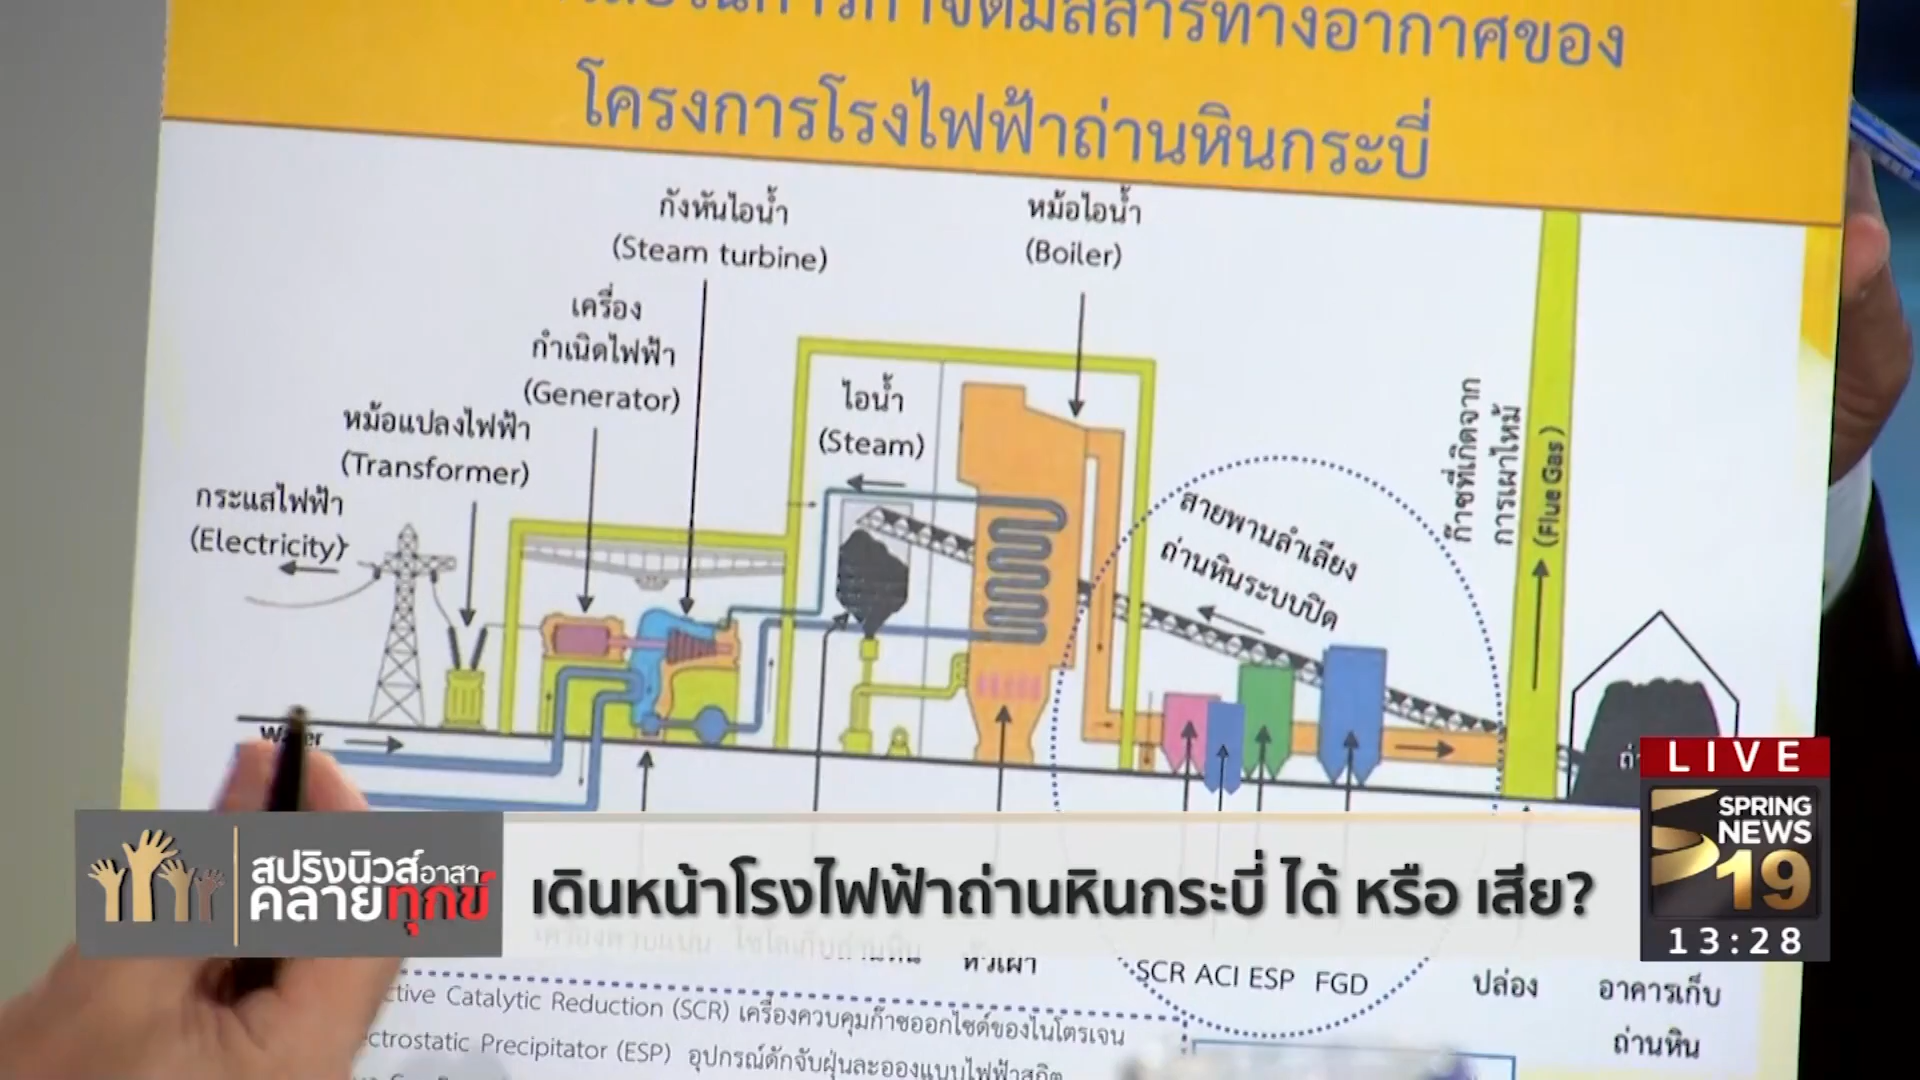 โครงการโรงไฟฟ้าถ่านหินกระบี่
กังหันไอน้ำ
(Steam turbine)
หม้อไอน้ำ
(Boiler)
เครื่อง
กำเนิดไฟฟ้า
(Generator)
ไอน้ำ
(Steam)
หม้อแปลงไฟฟ้า
(Transformer)
กระแสไฟฟ้า
(Electricity)
สายพานลำเลียง
ถ่านหินระบบปิด
ก๊าซที่เกิดจาก
การเผาไหม้
(Flue Gas)
LIVE
SPRING
NEWS
19
13:28
สปริงนิวส์อาสา
คลายทุกข์
เดินหน้าโรงไฟฟ้าถ่านหินกระบี่ ได้ หรือ เสีย?
หัวเผา
SCR ACI ESP FGD
ปล่อง
อาคารเก็บ
ถ่านหิน
Catalytic Reduction (SCR) เครื่องควบคุมก๊าซออกไซด์ของไนโตรเจน
Precipitator (ESP) อุปกรณ์ดักจับฝุ่นละอองแบบไฟฟ้าสถิต